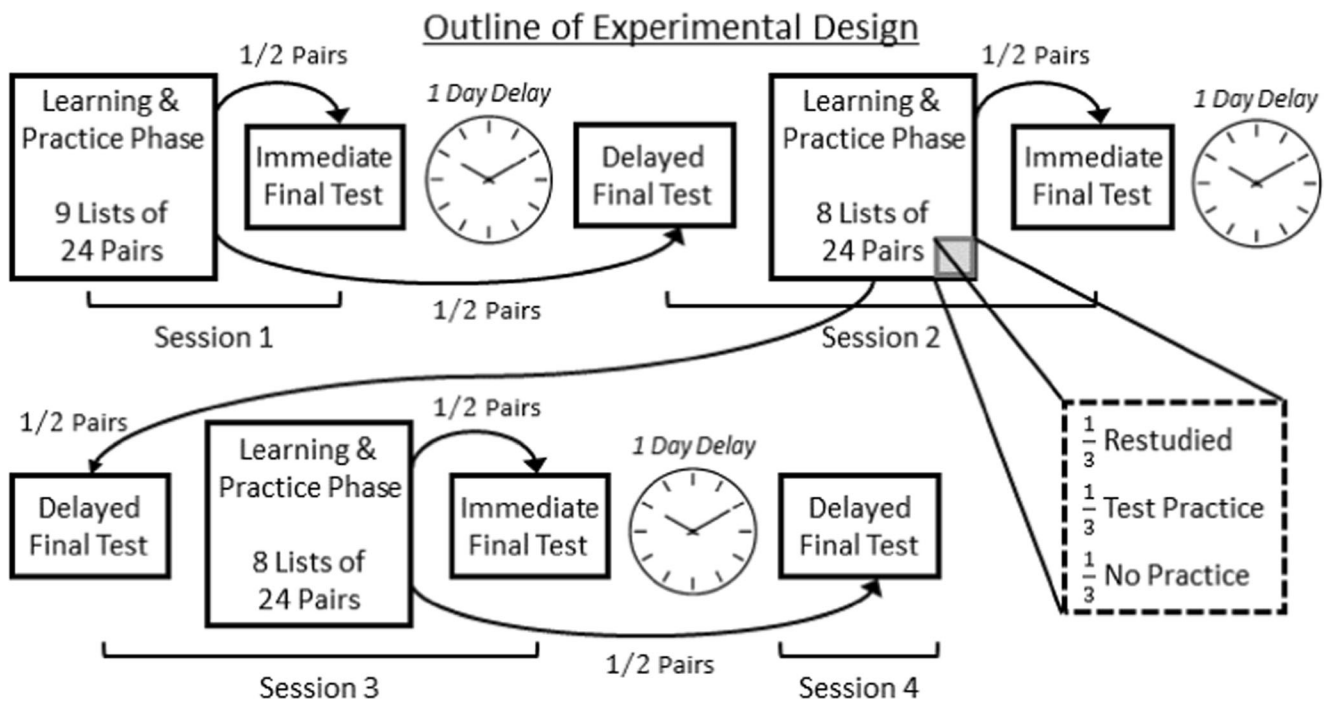 Outline of Experimental Design
1/2 Pairs
Learning &
Practice Phase
9 Lists of
24 Pairs
Immediate
Final Test
1 Day Delay
Delayed
Final Test
1/2 Pairs
Session 1
Learning &
Practice Phase
8 Lists of
24 Pairs
1/2 Pairs
Immediate
Final Test
1 Day Delay
Session 2
1/3 Restudied
1/3 Test Practice
1/3 No Practice
1/2 Pairs
Delayed
Final Test
Learning &
Practice Phase
8 Lists of
24 Pairs
1/2 Pairs
Immediate
Final Test
1 Day Delay
Delayed
Final Test
1/2 Pairs
Session 3
Session 4